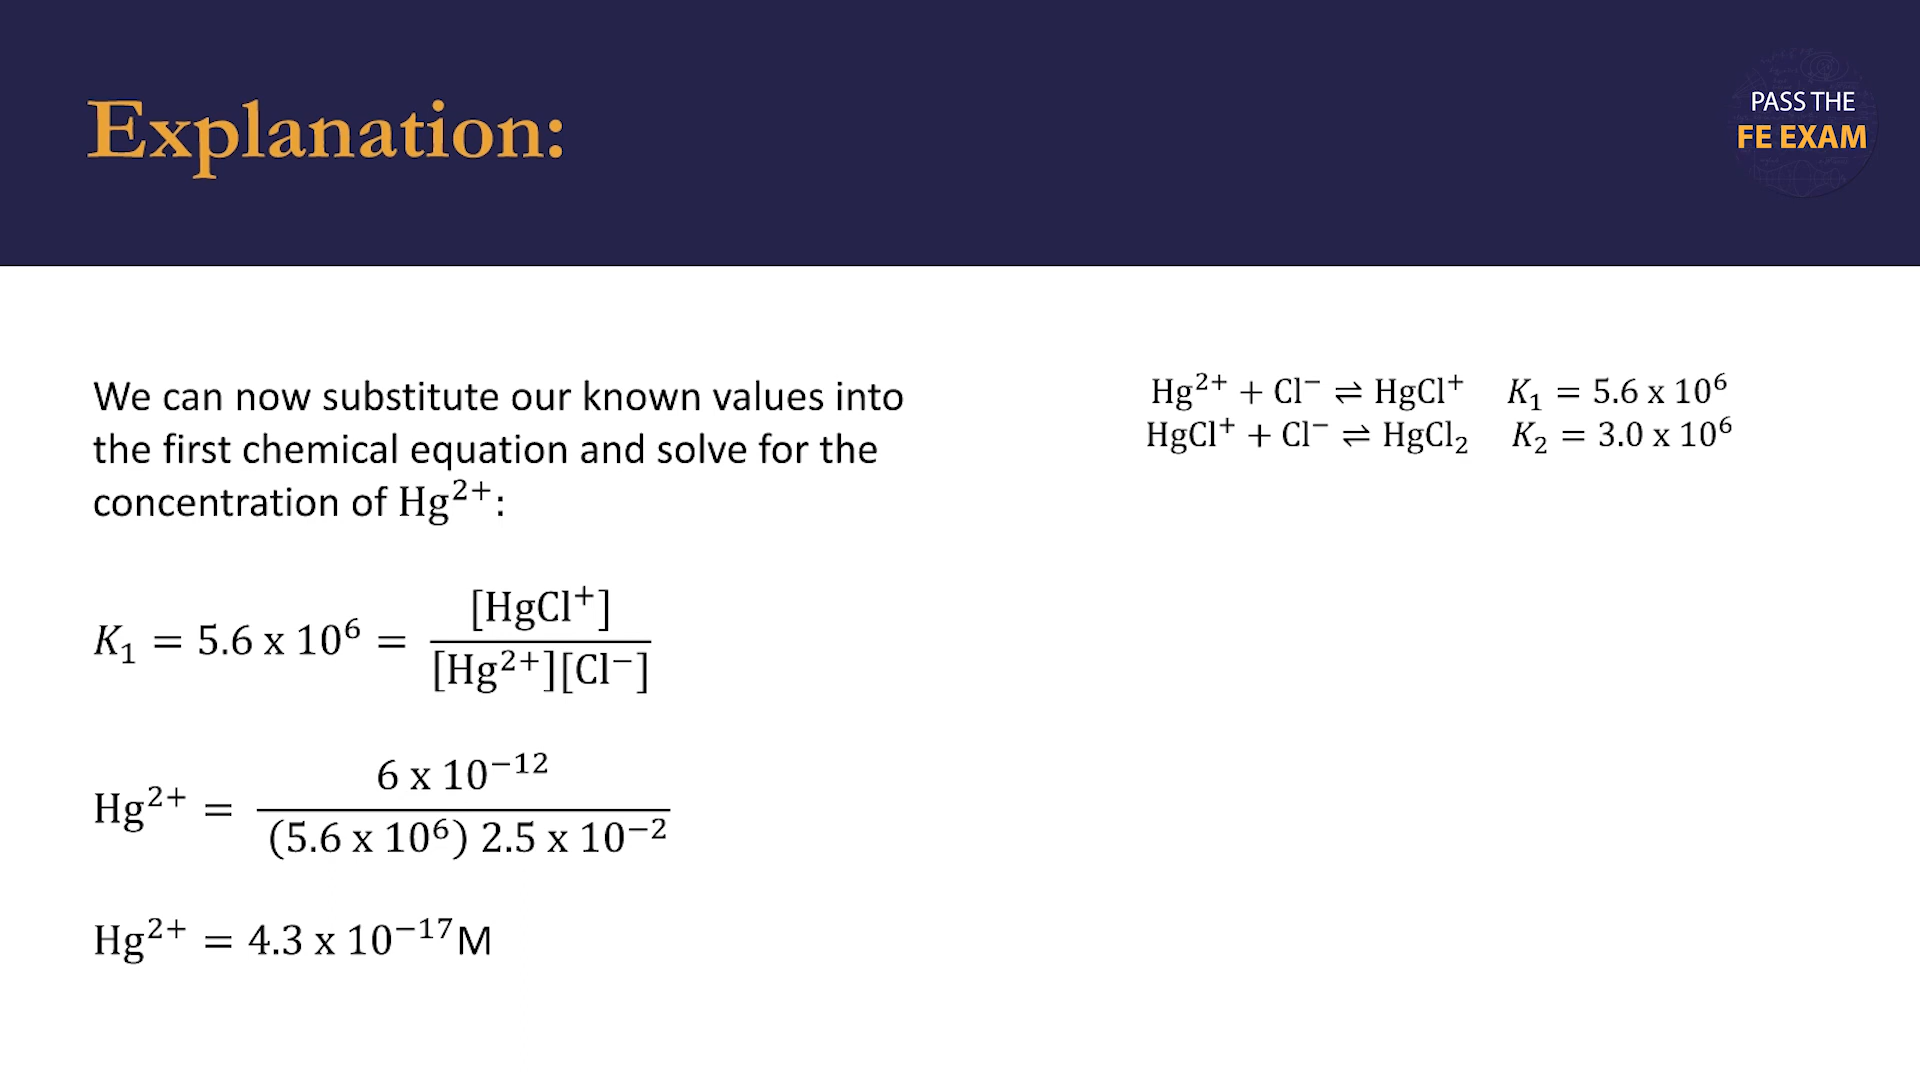 Explanation:
PASS THE
FE EXAM
We can now substitute our known values into
the first chemical equation and solve for the
concentration of Hg²⁺:
K₁ = 5.6 x 10⁶ = [HgCl⁺] / [Hg²⁺][Cl⁻]
Hg²⁺ = 6 x 10⁻¹² / (5.6 x 10⁶) 2.5 x 10⁻²
Hg²⁺ = 4.3 x 10⁻¹⁷M
Hg²⁺ + Cl⁻ ⇌ HgCl⁺ K₁ = 5.6 x 10⁶
HgCl⁺ + Cl⁻ ⇌ HgCl₂ K₂ = 3.0 x 10⁶